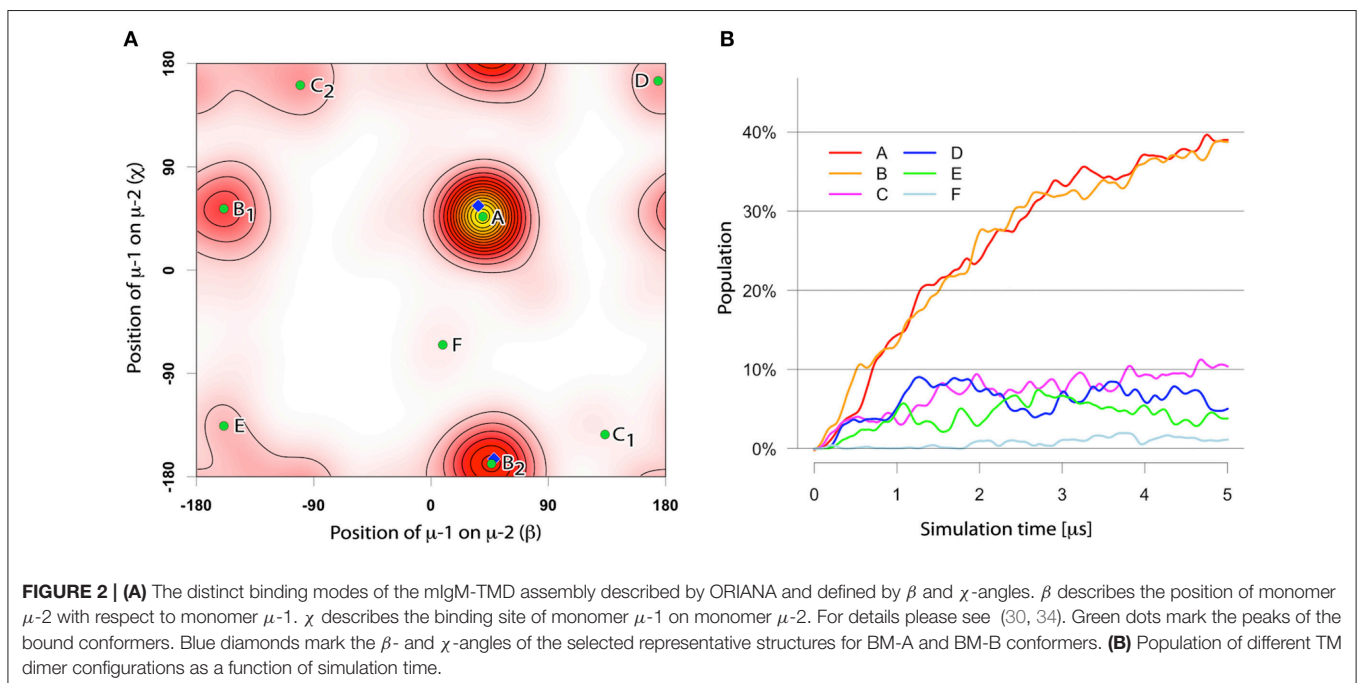 A
B
180
90
0
-90
-180
Position of μ-1 on μ-2 (χ)
C2
D
B1
A
F
E
C1
B2
-180
-90
0
90
180
Position of μ-1 on μ-2 (β)
40%
30%
20%
10%
0%
Population
A
D
B
E
C
F
0
1
2
3
4
5
Simulation time [μs]
FIGURE 2 | (A) The distinct binding modes of the mIgM-TMD assembly described by ORIANA and defined by β and χ-angles. β describes the position of monomer
μ-2 with respect to monomer μ-1. χ describes the binding site of monomer μ-1 on monomer μ-2. For details please see (30, 34). Green dots mark the peaks of the
bound conformers. Blue diamonds mark the β- and χ-angles of the selected representative structures for BM-A and BM-B conformers. (B) Population of different TM
dimer configurations as a function of simulation time.